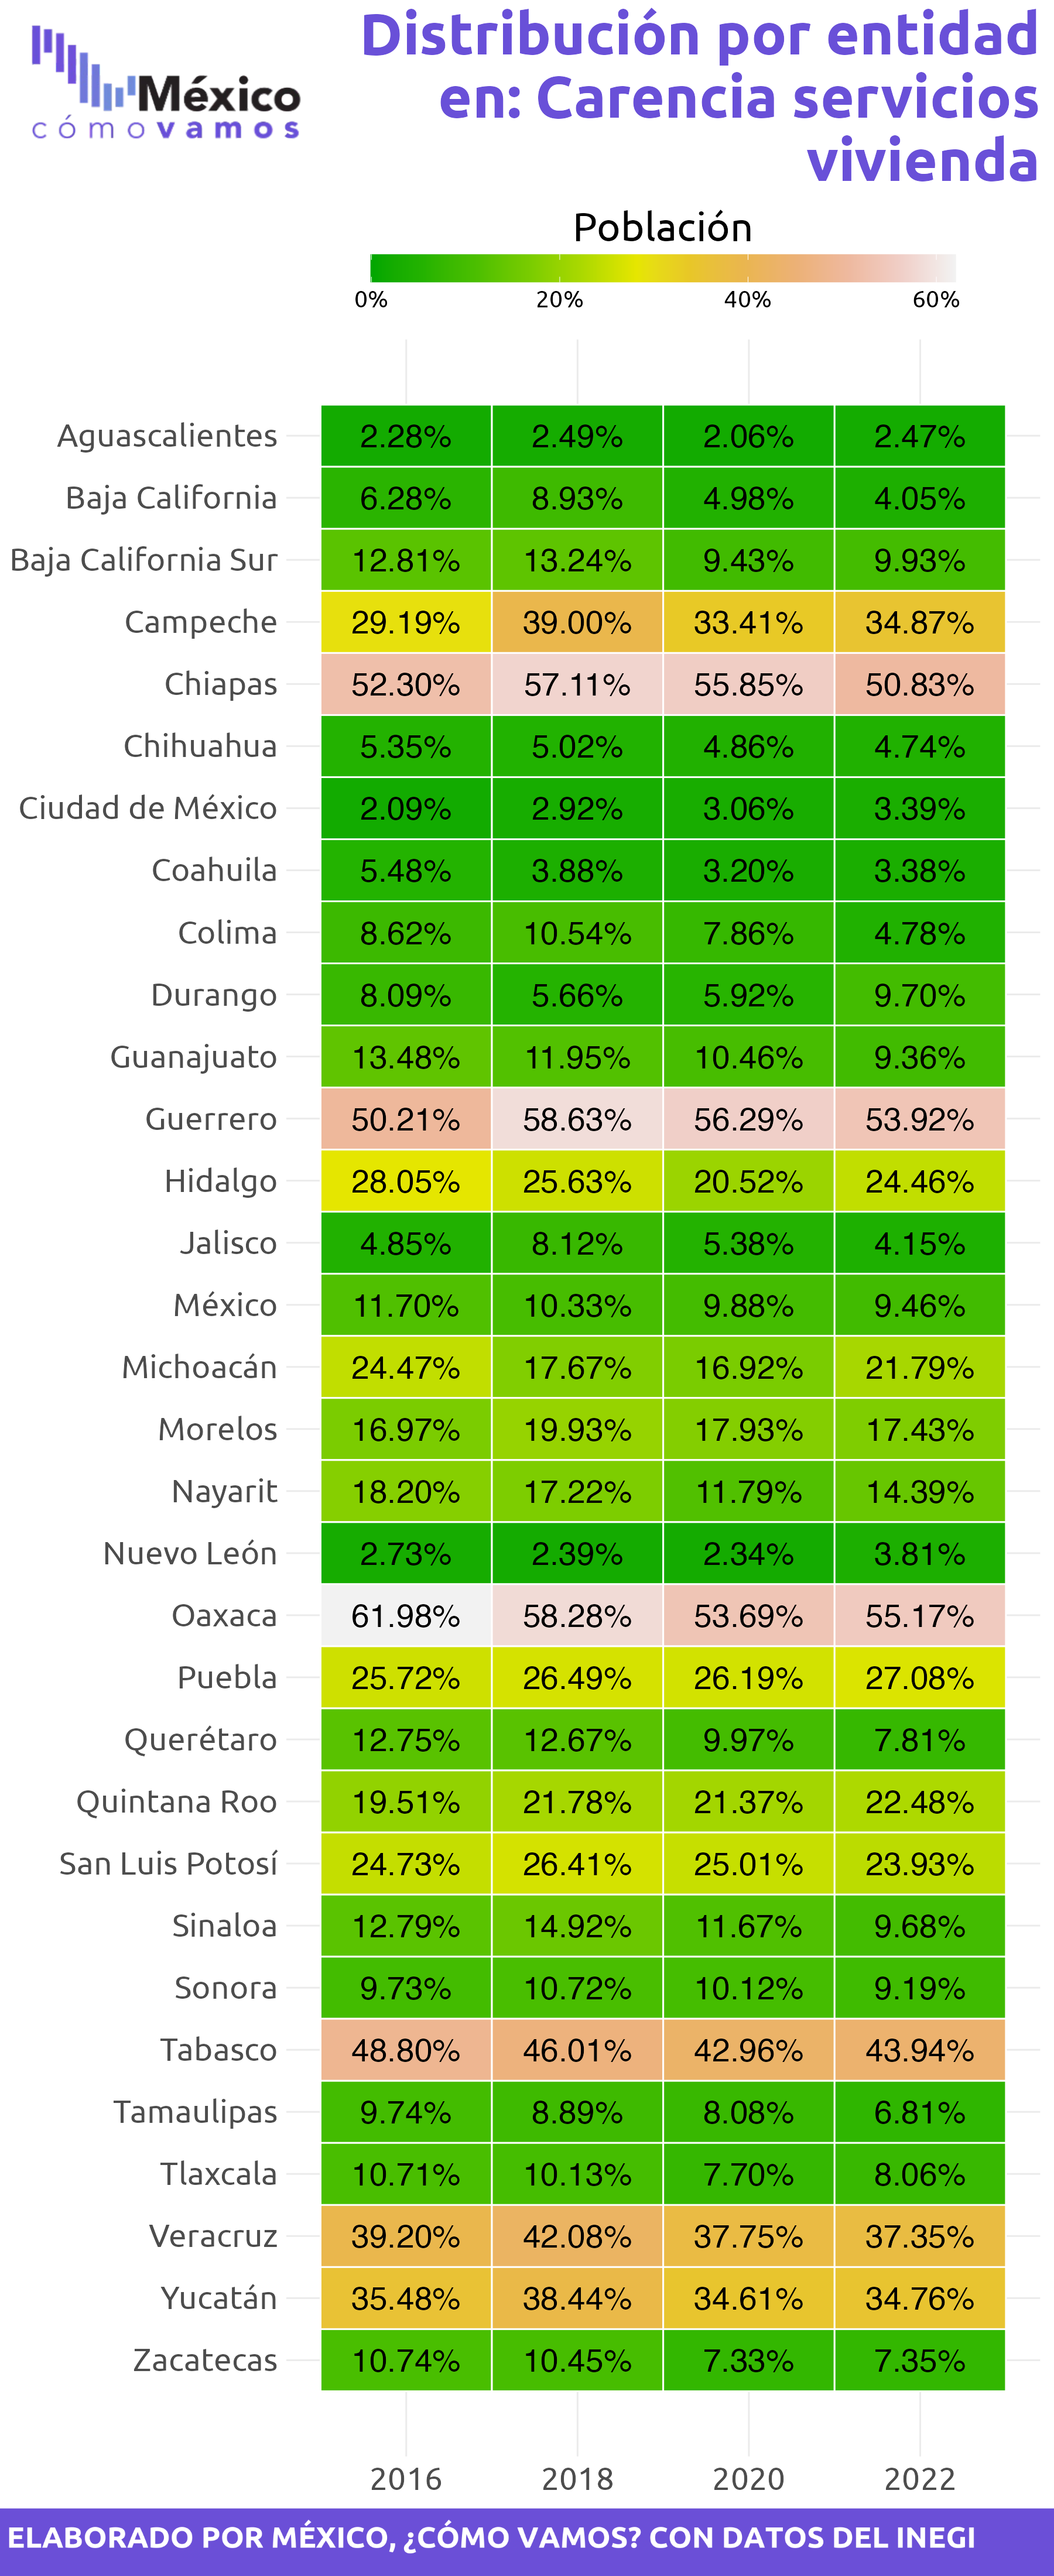 México
cómovamos
Distribución por entidad
en: Carencia servicios
vivienda
Población
0% 20% 40% 60%
Aguascalientes 2.28% 2.49% 2.06% 2.47%
Baja California 6.28% 8.93% 4.98% 4.05%
Baja California Sur 12.81% 13.24% 9.43% 9.93%
Campeche 29.19% 39.00% 33.41% 34.87%
Chiapas 52.30% 57.11% 55.85% 50.83%
Chihuahua 5.35% 5.02% 4.86% 4.74%
Ciudad de México 2.09% 2.92% 3.06% 3.39%
Coahuila 5.48% 3.88% 3.20% 3.38%
Colima 8.62% 10.54% 7.86% 4.78%
Durango 8.09% 5.66% 5.92% 9.70%
Guanajuato 13.48% 11.95% 10.46% 9.36%
Guerrero 50.21% 58.63% 56.29% 53.92%
Hidalgo 28.05% 25.63% 20.52% 24.46%
Jalisco 4.85% 8.12% 5.38% 4.15%
México 11.70% 10.33% 9.88% 9.46%
Michoacán 24.47% 17.67% 16.92% 21.79%
Morelos 16.97% 19.93% 17.93% 17.43%
Nayarit 18.20% 17.22% 11.79% 14.39%
Nuevo León 2.73% 2.39% 2.34% 3.81%
Oaxaca 61.98% 58.28% 53.69% 55.17%
Puebla 25.72% 26.49% 26.19% 27.08%
Querétaro 12.75% 12.67% 9.97% 7.81%
Quintana Roo 19.51% 21.78% 21.37% 22.48%
San Luis Potosí 24.73% 26.41% 25.01% 23.93%
Sinaloa 12.79% 14.92% 11.67% 9.68%
Sonora 9.73% 10.72% 10.12% 9.19%
Tabasco 48.80% 46.01% 42.96% 43.94%
Tamaulipas 9.74% 8.89% 8.08% 6.81%
Tlaxcala 10.71% 10.13% 7.70% 8.06%
Veracruz 39.20% 42.08% 37.75% 37.35%
Yucatán 35.48% 38.44% 34.61% 34.76%
Zacatecas 10.74% 10.45% 7.33% 7.35%
2016 2018 2020 2022
ELABORADO POR MÉXICO, ¿CÓMO VAMOS? CON DATOS DEL INEGI